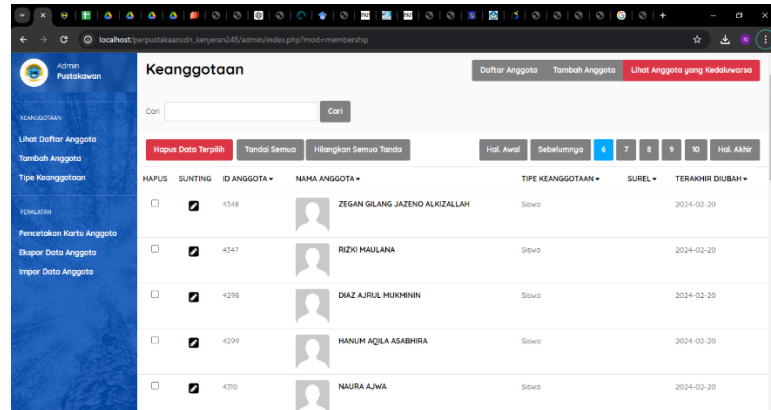 localhost/perpustakaansdn_kenjeran248/admin/index.php?mod=membership
N
Admin
Pustakawan
Keanggotaan
Daftar Anggota Tambah Anggota Lihat Anggota yang Kedaluwarsa
KEANGGOTAAN
Cari Cari
Lihat Daftar Anggota
Tambah Anggota
Tipe Keanggotaan
Hapus Data Terpilih Tandai Semua Hilangkan Semua Tanda Hal. Awal Sebelumnya 6 7 8 9 10 Hal. Akhir
HAPUS SUNTING ID ANGGOTA NAMA ANGGOTA TIPE KEANGGOTAAN SUREL TERAKHIR DIUBAH
PERALATAN
Pencetakan Kartu Anggota
Ekspor Data Anggota
Impor Data Anggota
4348 ZEGAN GILANG JAZENO ALKIZALLAH Siswa 2024-02-20
4347 RIZKI MAULANA Siswa 2024-02-20
4298 DIAZ AJRUL MUKMININ Siswa 2024-02-20
4299 HANUM AQILA ASABHIRA Siswa 2024-02-20
4310 NAURA AJWA Siswa 2024-02-20